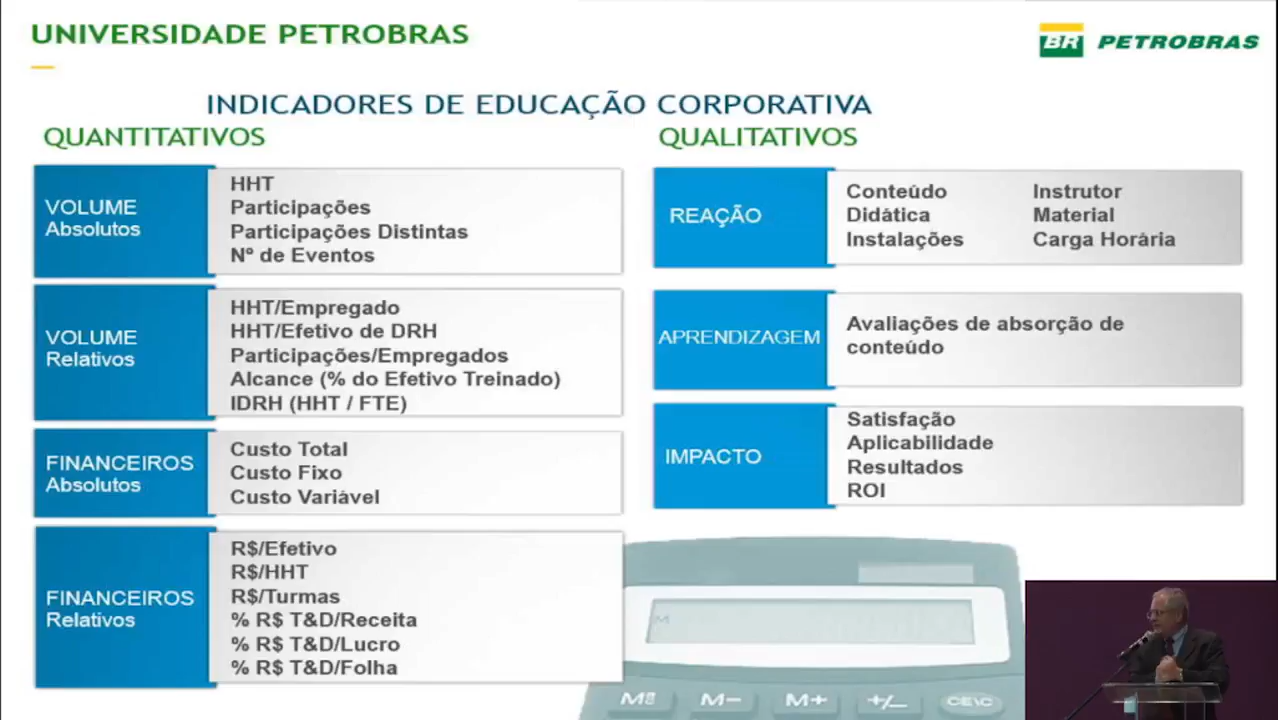 UNIVERSIDADE PETROBRAS
BR PETROBRAS
INDICADORES DE EDUCAÇÃO CORPORATIVA
QUANTITATIVOS
VOLUME
Absolutos
HHT
Participações
Participações Distintas
Nº de Eventos
VOLUME
Relativos
HHT/Empregado
HHT/Efetivo de DRH
Participações/Empregados
Alcance (% do Efetivo Treinado)
IDRH (HHT / FTE)
FINANCEIROS
Absolutos
Custo Total
Custo Fixo
Custo Variável
FINANCEIROS
Relativos
R$/Efetivo
R$/HHT
R$/Turmas
% R$ T&D/Receita
% R$ T&D/Lucro
% R$ T&D/Folha
QUALITATIVOS
REAÇÃO
Conteúdo Instrutor
Didática Material
Instalações Carga Horária
APRENDIZAGEM
Avaliações de absorção de
conteúdo
IMPACTO
Satisfação
Aplicabilidade
Resultados
ROI
M
M− M+ +/− CE\C